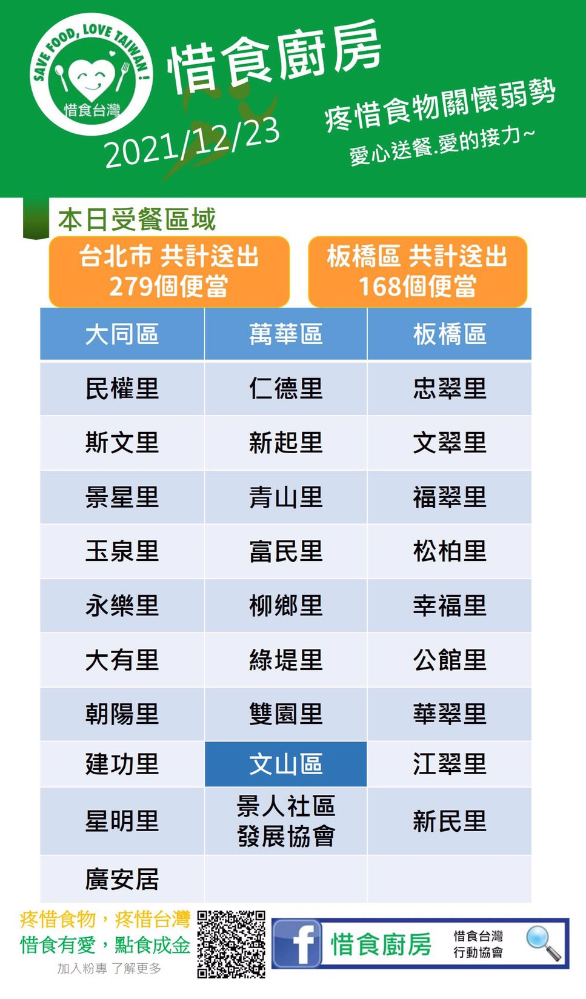 SAVE FOOD, LOVE TAIWAN!
惜食台灣
惜食廚房
2021/12/23
疼惜食物關懷弱勢
愛心送餐.愛的接力~
本日受餐區域
台北市 共計送出
279個便當
板橋區 共計送出
168個便當
大同區 萬華區 板橋區
民權里 仁德里 忠翠里
斯文里 新起里 文翠里
景星里 青山里 福翠里
玉泉里 富民里 松柏里
永樂里 柳鄉里 幸福里
大有里 綠堤里 公館里
朝陽里 雙園里 華翠里
建功里 文山區 江翠里
星明里 景人社區
發展協會 新民里
廣安居
疼惜食物，疼惜台灣
惜食有愛，點食成金
加入粉專 了解更多
f 惜食廚房
惜食台灣
行動協會